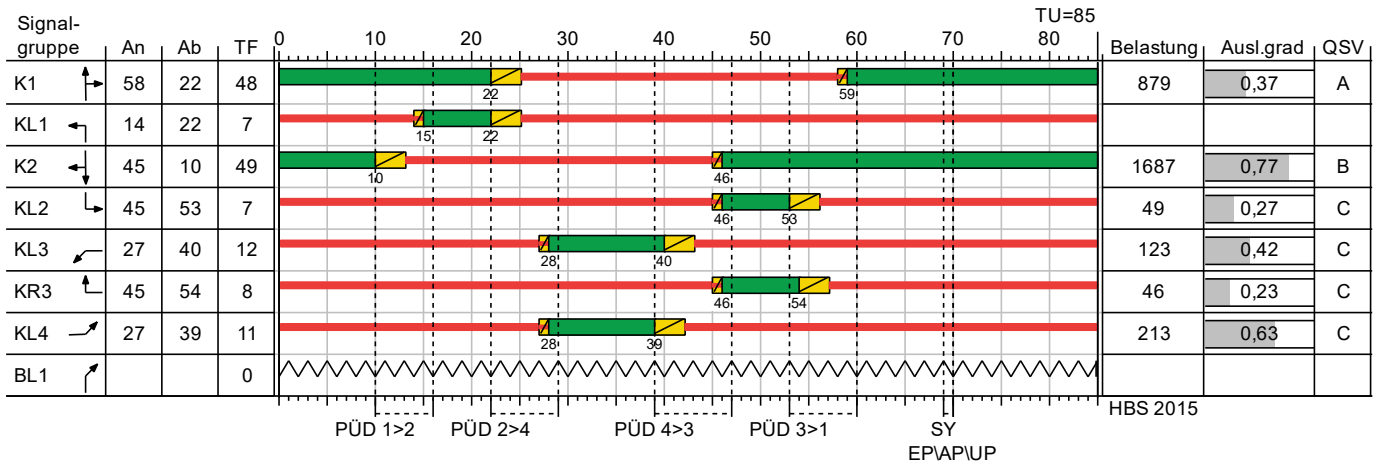 TU=85
Signal-
gruppe An Ab TF 0 10 20 30 40 50 60 70 80 Belastung Ausl.grad QSV
K1 58 22 48 22 59 879 0,37 A
KL1 14 22 7 15 22
K2 45 10 49 10 46 1687 0,77 B
KL2 45 53 7 46 53 49 0,27 C
KL3 27 40 12 28 40 123 0,42 C
KR3 45 54 8 46 54 46 0,23 C
KL4 27 39 11 28 39 213 0,63 C
BL1 0
HBS 2015
PÜD 1>2 PÜD 2>4 PÜD 4>3 PÜD 3>1 SY
EP\AP\UP